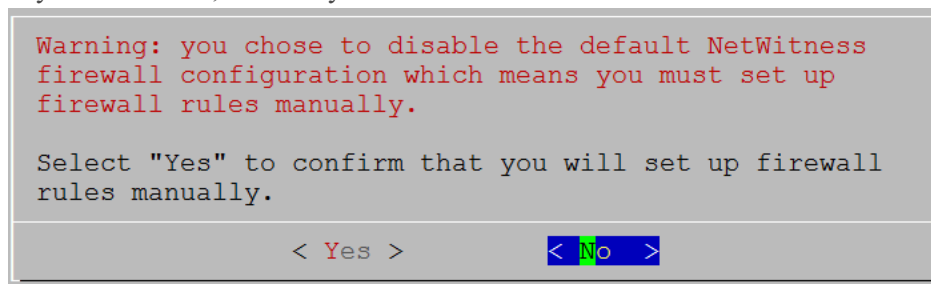 Warning: you chose to disable the default NetWitness
firewall configuration which means you must set up
firewall rules manually.
Select "Yes" to confirm that you will set up firewall
rules manually.
< Yes > < No >